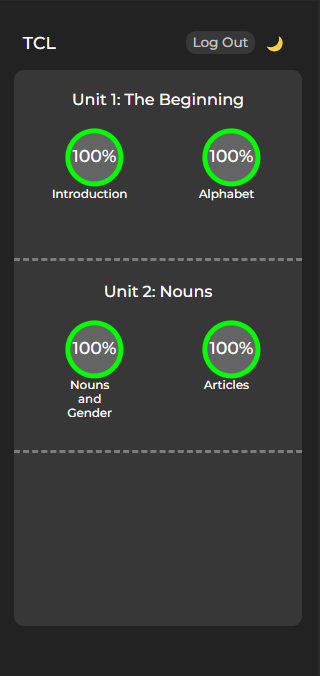 TCL
Log Out
Unit 1: The Beginning
100%
100%
Introduction
Alphabet
Unit 2: Nouns
100%
100%
Nouns
and
Gender
Articles